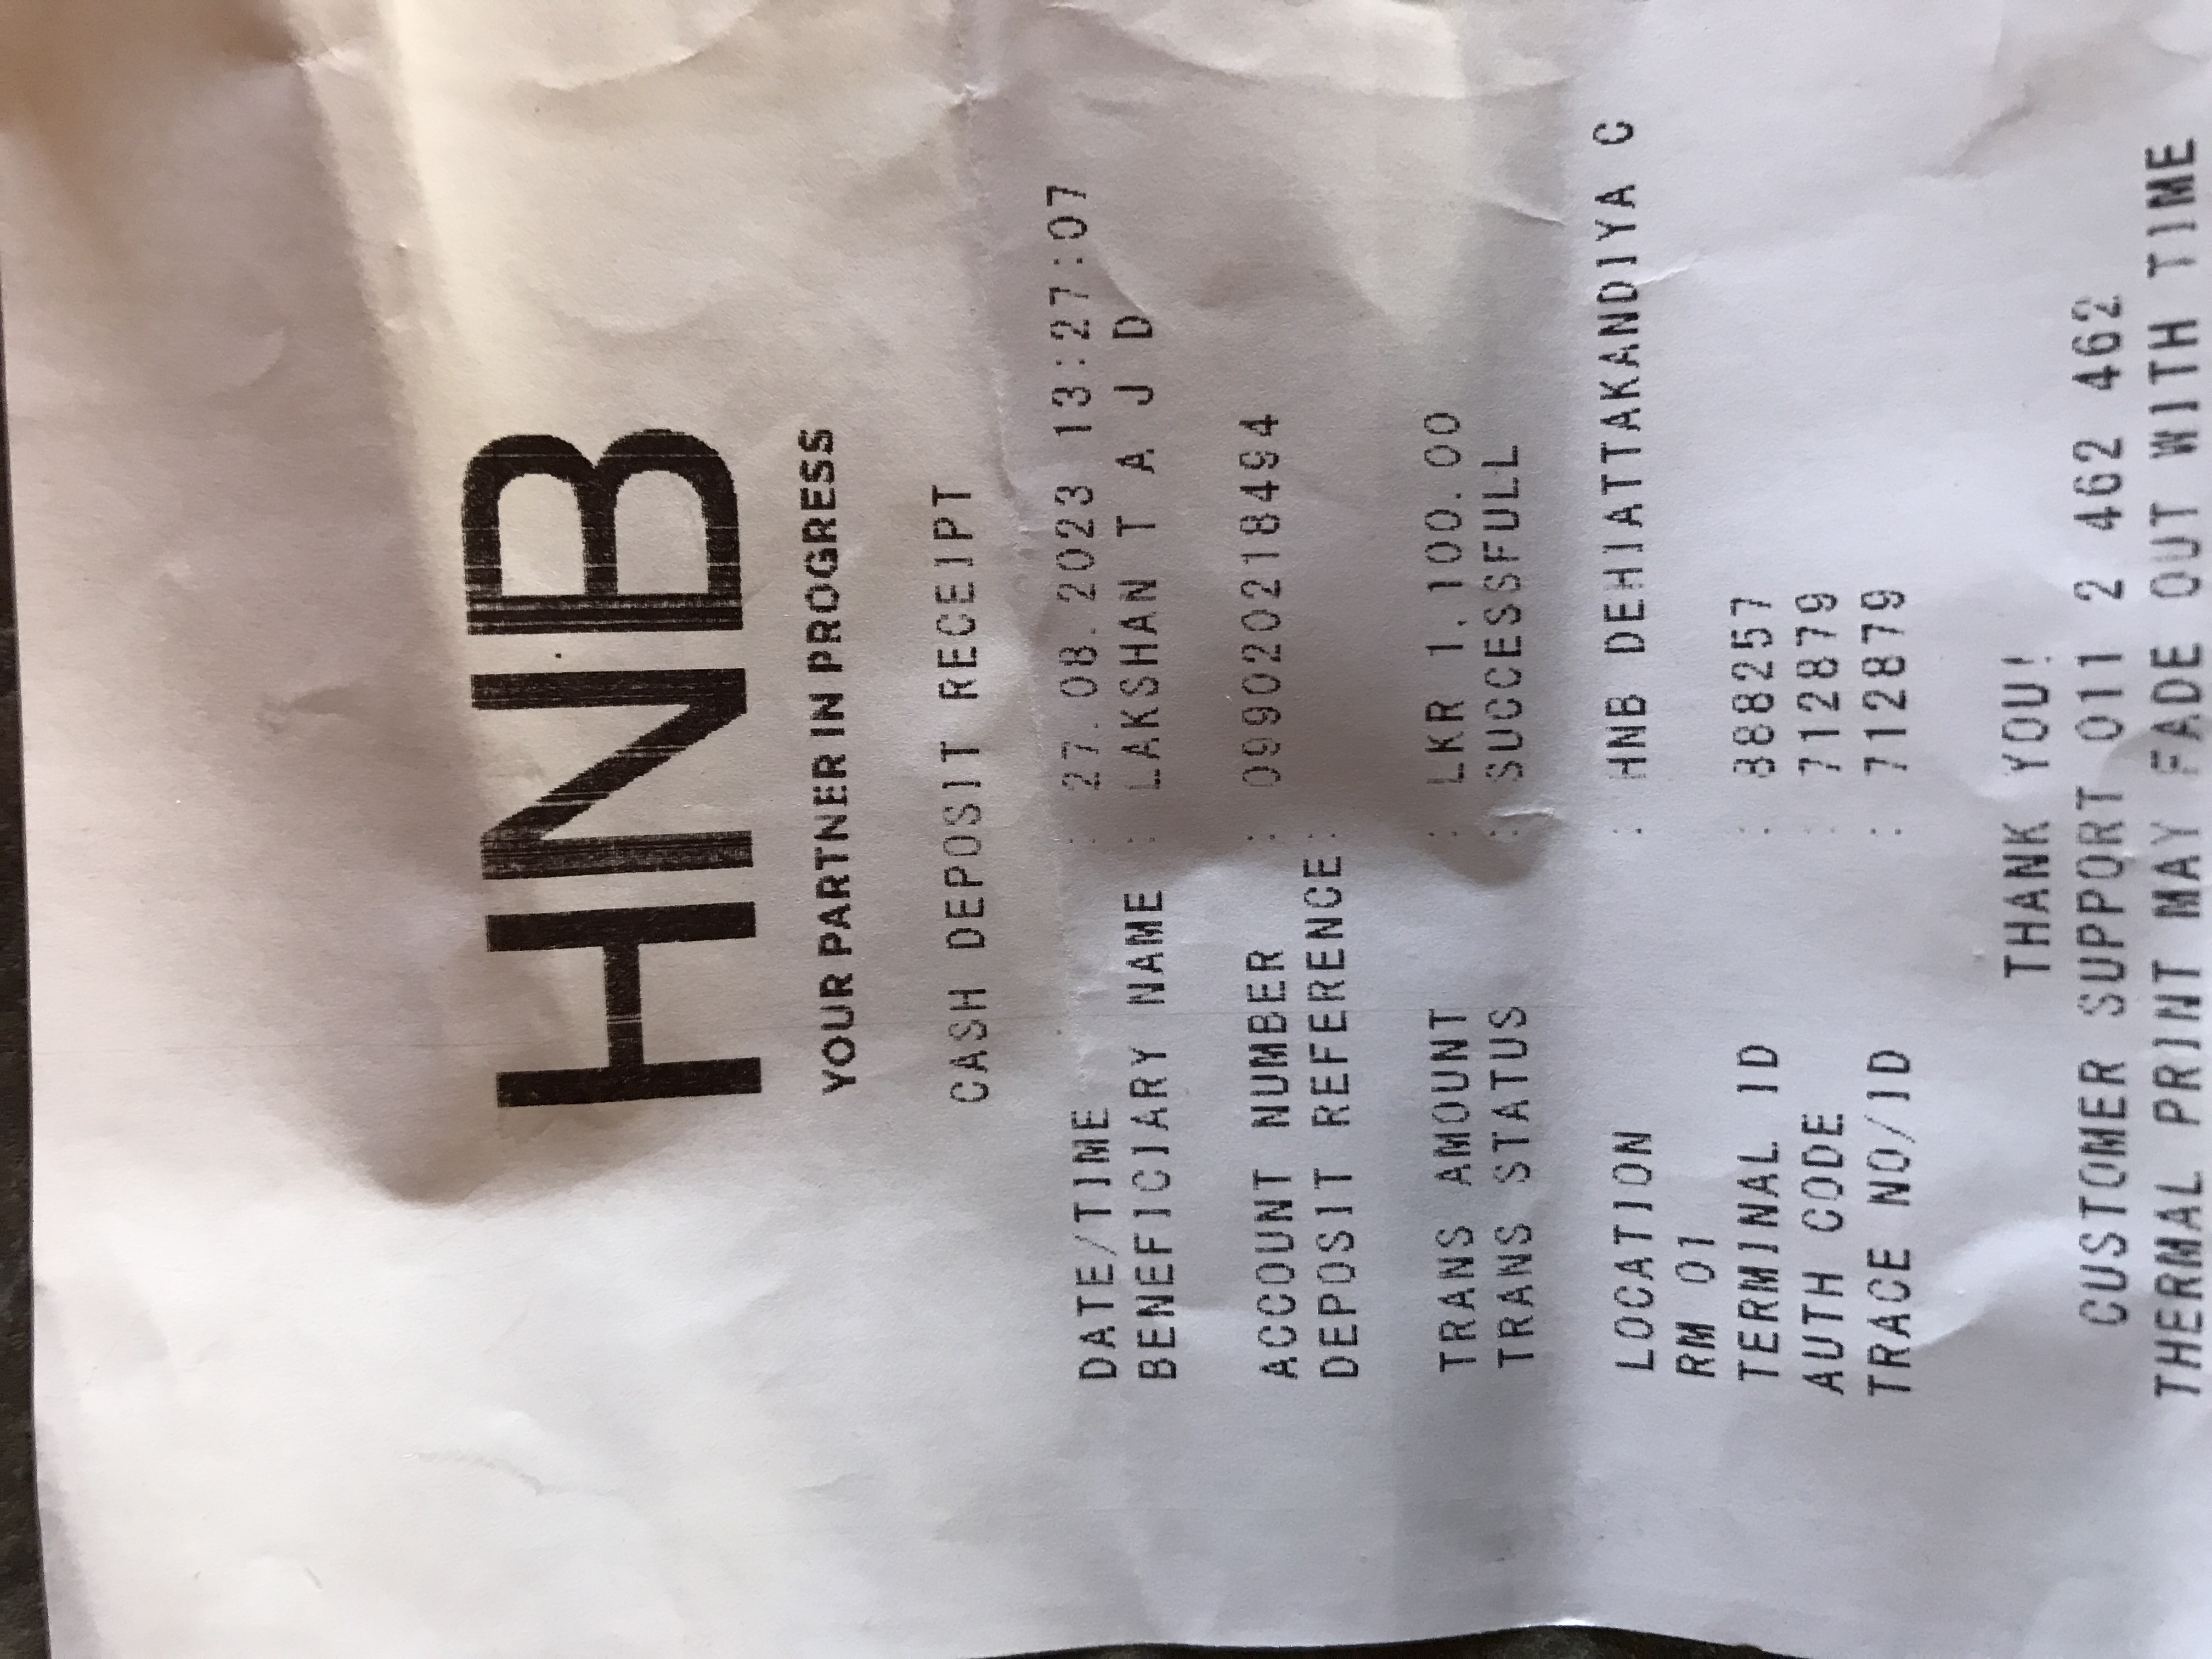 HNB
YOUR PARTNER IN PROGRESS
CASH DEPOSIT RECEIPT
DATE/TIME : 27.08.2023 13:27:07
BENEFICIARY NAME : LAKSHAN T A J D
ACCOUNT NUMBER : 099020218494
DEPOSIT REFERENCE:
TRANS AMOUNT : LKR 1,100.00
TRANS STATUS : SUCCESSFULL
LOCATION : HNB DEHIATTAKANDIYA C
RM 01
TERMINAL ID : 388257
AUTH CODE : 712879
TRACE NO/ID : 712879
THANK YOU!
CUSTOMER SUPPORT 011 2 462 462
THERMAL PRINT MAY FADE OUT WITH TIME